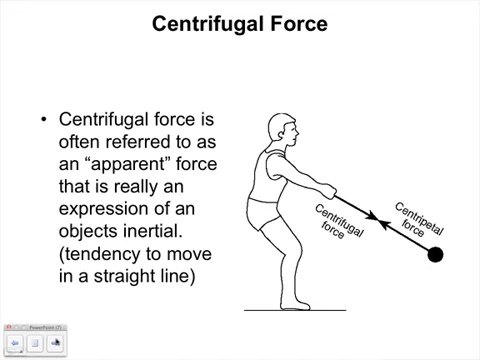 Centrifugal Force
• Centrifugal force is
often referred to as
an “apparent” force
that is really an
expression of an
objects inertial.
(tendency to move
in a straight line)
Centrifugal
force
Centripetal
force